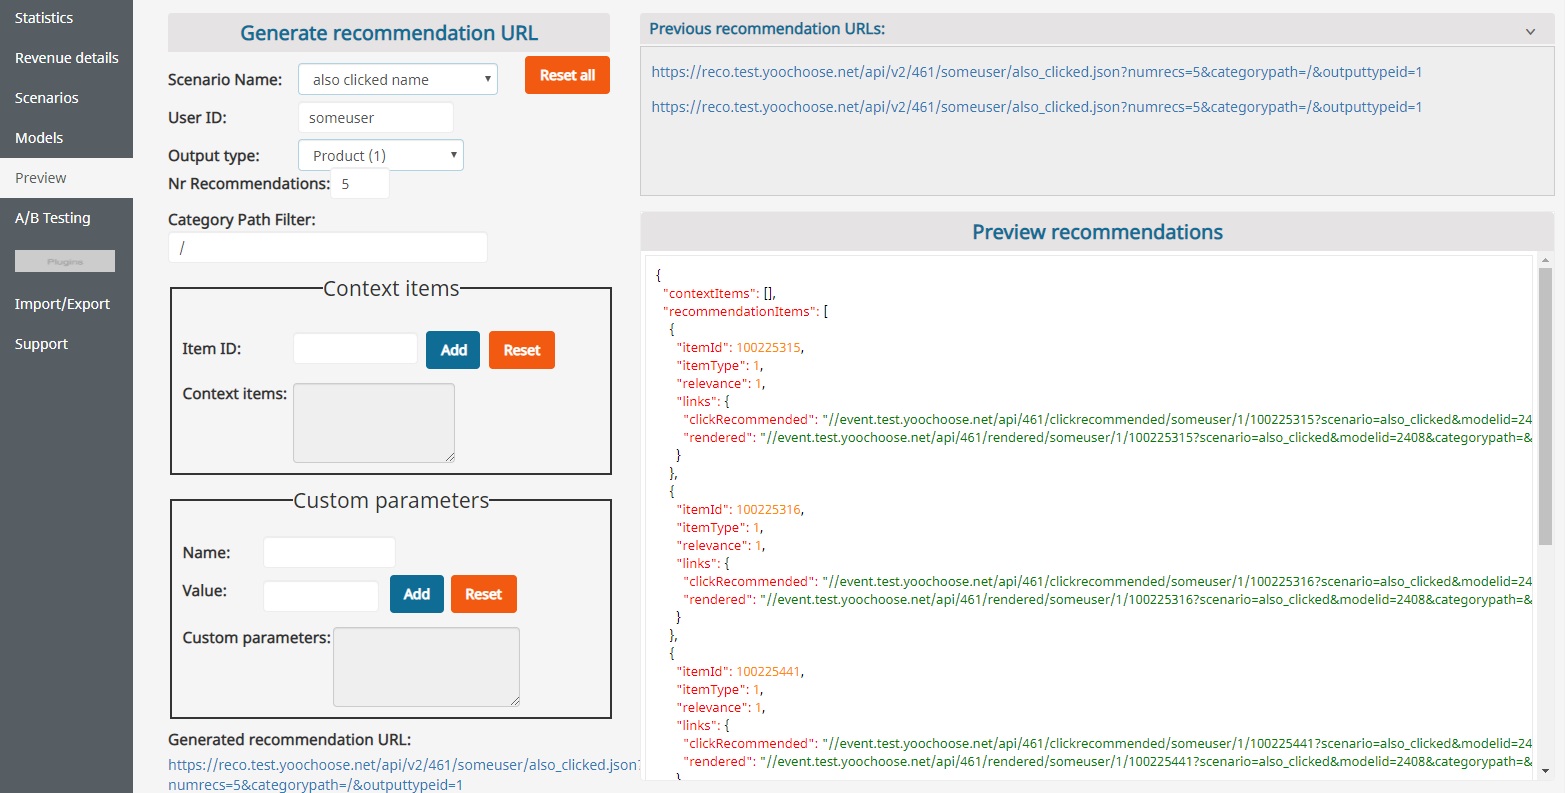 Statistics
Revenue details
Scenarios
Models
Preview
A/B Testing
Plugins
Import/Export
Support
Generate recommendation URL
Scenario Name:
also clicked name
Reset all
User ID:
someuser
Output type:
Product (1)
Nr Recommendations:
5
Category Path Filter:
/
Context items
Item ID:
Add
Reset
Context items:
Custom parameters
Name:
Value:
Add
Reset
Custom parameters:
Generated recommendation URL:
https://reco.test.yoochoose.net/api/v2/461/someuser/also_clicked.json?
numrecs=5&categorypath=/&outputtypeid=1
Previous recommendation URLs:
https://reco.test.yoochoose.net/api/v2/461/someuser/also_clicked.json?numrecs=5&categorypath=/&outputtypeid=1
https://reco.test.yoochoose.net/api/v2/461/someuser/also_clicked.json?numrecs=5&categorypath=/&outputtypeid=1
Preview recommendations
{
"contextItems": [],
"recommendationItems": [
{
"itemId": 100225315,
"itemType": 1,
"relevance": 1,
"links": {
"clickRecommended": "//event.test.yoochoose.net/api/461/clickrecommended/someuser/1/100225315?scenario=also_clicked&modelid=24
"rendered": "//event.test.yoochoose.net/api/461/rendered/someuser/1/100225315?scenario=also_clicked&modelid=2408&categorypath=&
}
},
{
"itemId": 100225316,
"itemType": 1,
"relevance": 1,
"links": {
"clickRecommended": "//event.test.yoochoose.net/api/461/clickrecommended/someuser/1/100225316?scenario=also_clicked&modelid=24
"rendered": "//event.test.yoochoose.net/api/461/rendered/someuser/1/100225316?scenario=also_clicked&modelid=2408&categorypath=&
}
},
{
"itemId": 100225441,
"itemType": 1,
"relevance": 1,
"links": {
"clickRecommended": "//event.test.yoochoose.net/api/461/clickrecommended/someuser/1/100225441?scenario=also_clicked&modelid=24
"rendered": "//event.test.yoochoose.net/api/461/rendered/someuser/1/100225441?scenario=also_clicked&modelid=2408&categorypath=&
}